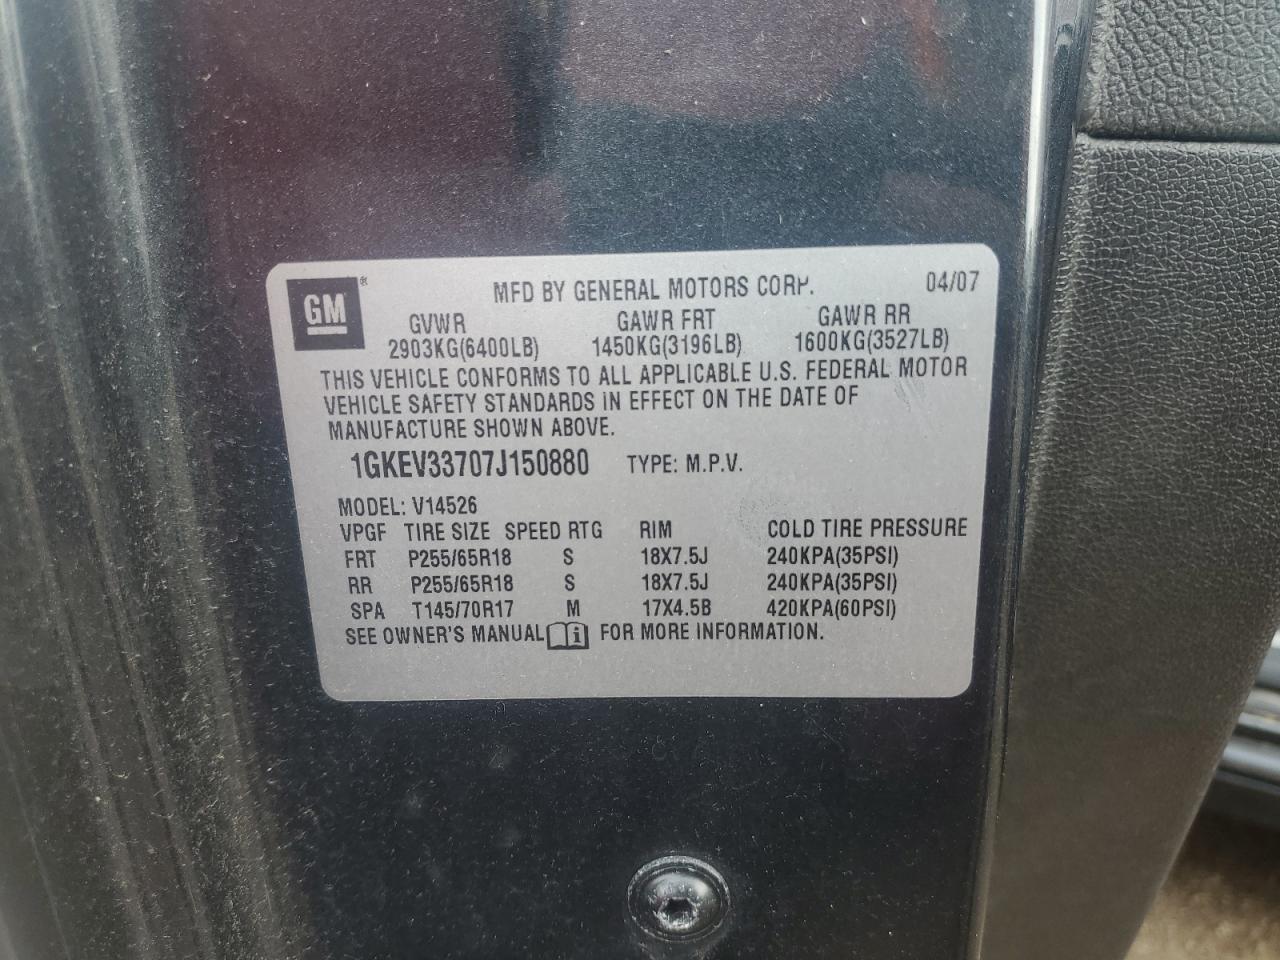 GM ® MFD BY GENERAL MOTORS CORP. 04/07
GVWR GAWR FRT GAWR RR
2903KG(6400LB) 1450KG(3196LB) 1600KG(3527LB)
THIS VEHICLE CONFORMS TO ALL APPLICABLE U.S. FEDERAL MOTOR
VEHICLE SAFETY STANDARDS IN EFFECT ON THE DATE OF
MANUFACTURE SHOWN ABOVE.
1GKEV33707J150880 TYPE: M.P.V.
MODEL: V14526
VPGF TIRE SIZE SPEED RTG RIM COLD TIRE PRESSURE
FRT P255/65R18 S 18X7.5J 240KPA(35PSI)
RR P255/65R18 S 18X7.5J 240KPA(35PSI)
SPA T145/70R17 M 17X4.5B 420KPA(60PSI)
SEE OWNER'S MANUAL i FOR MORE INFORMATION.